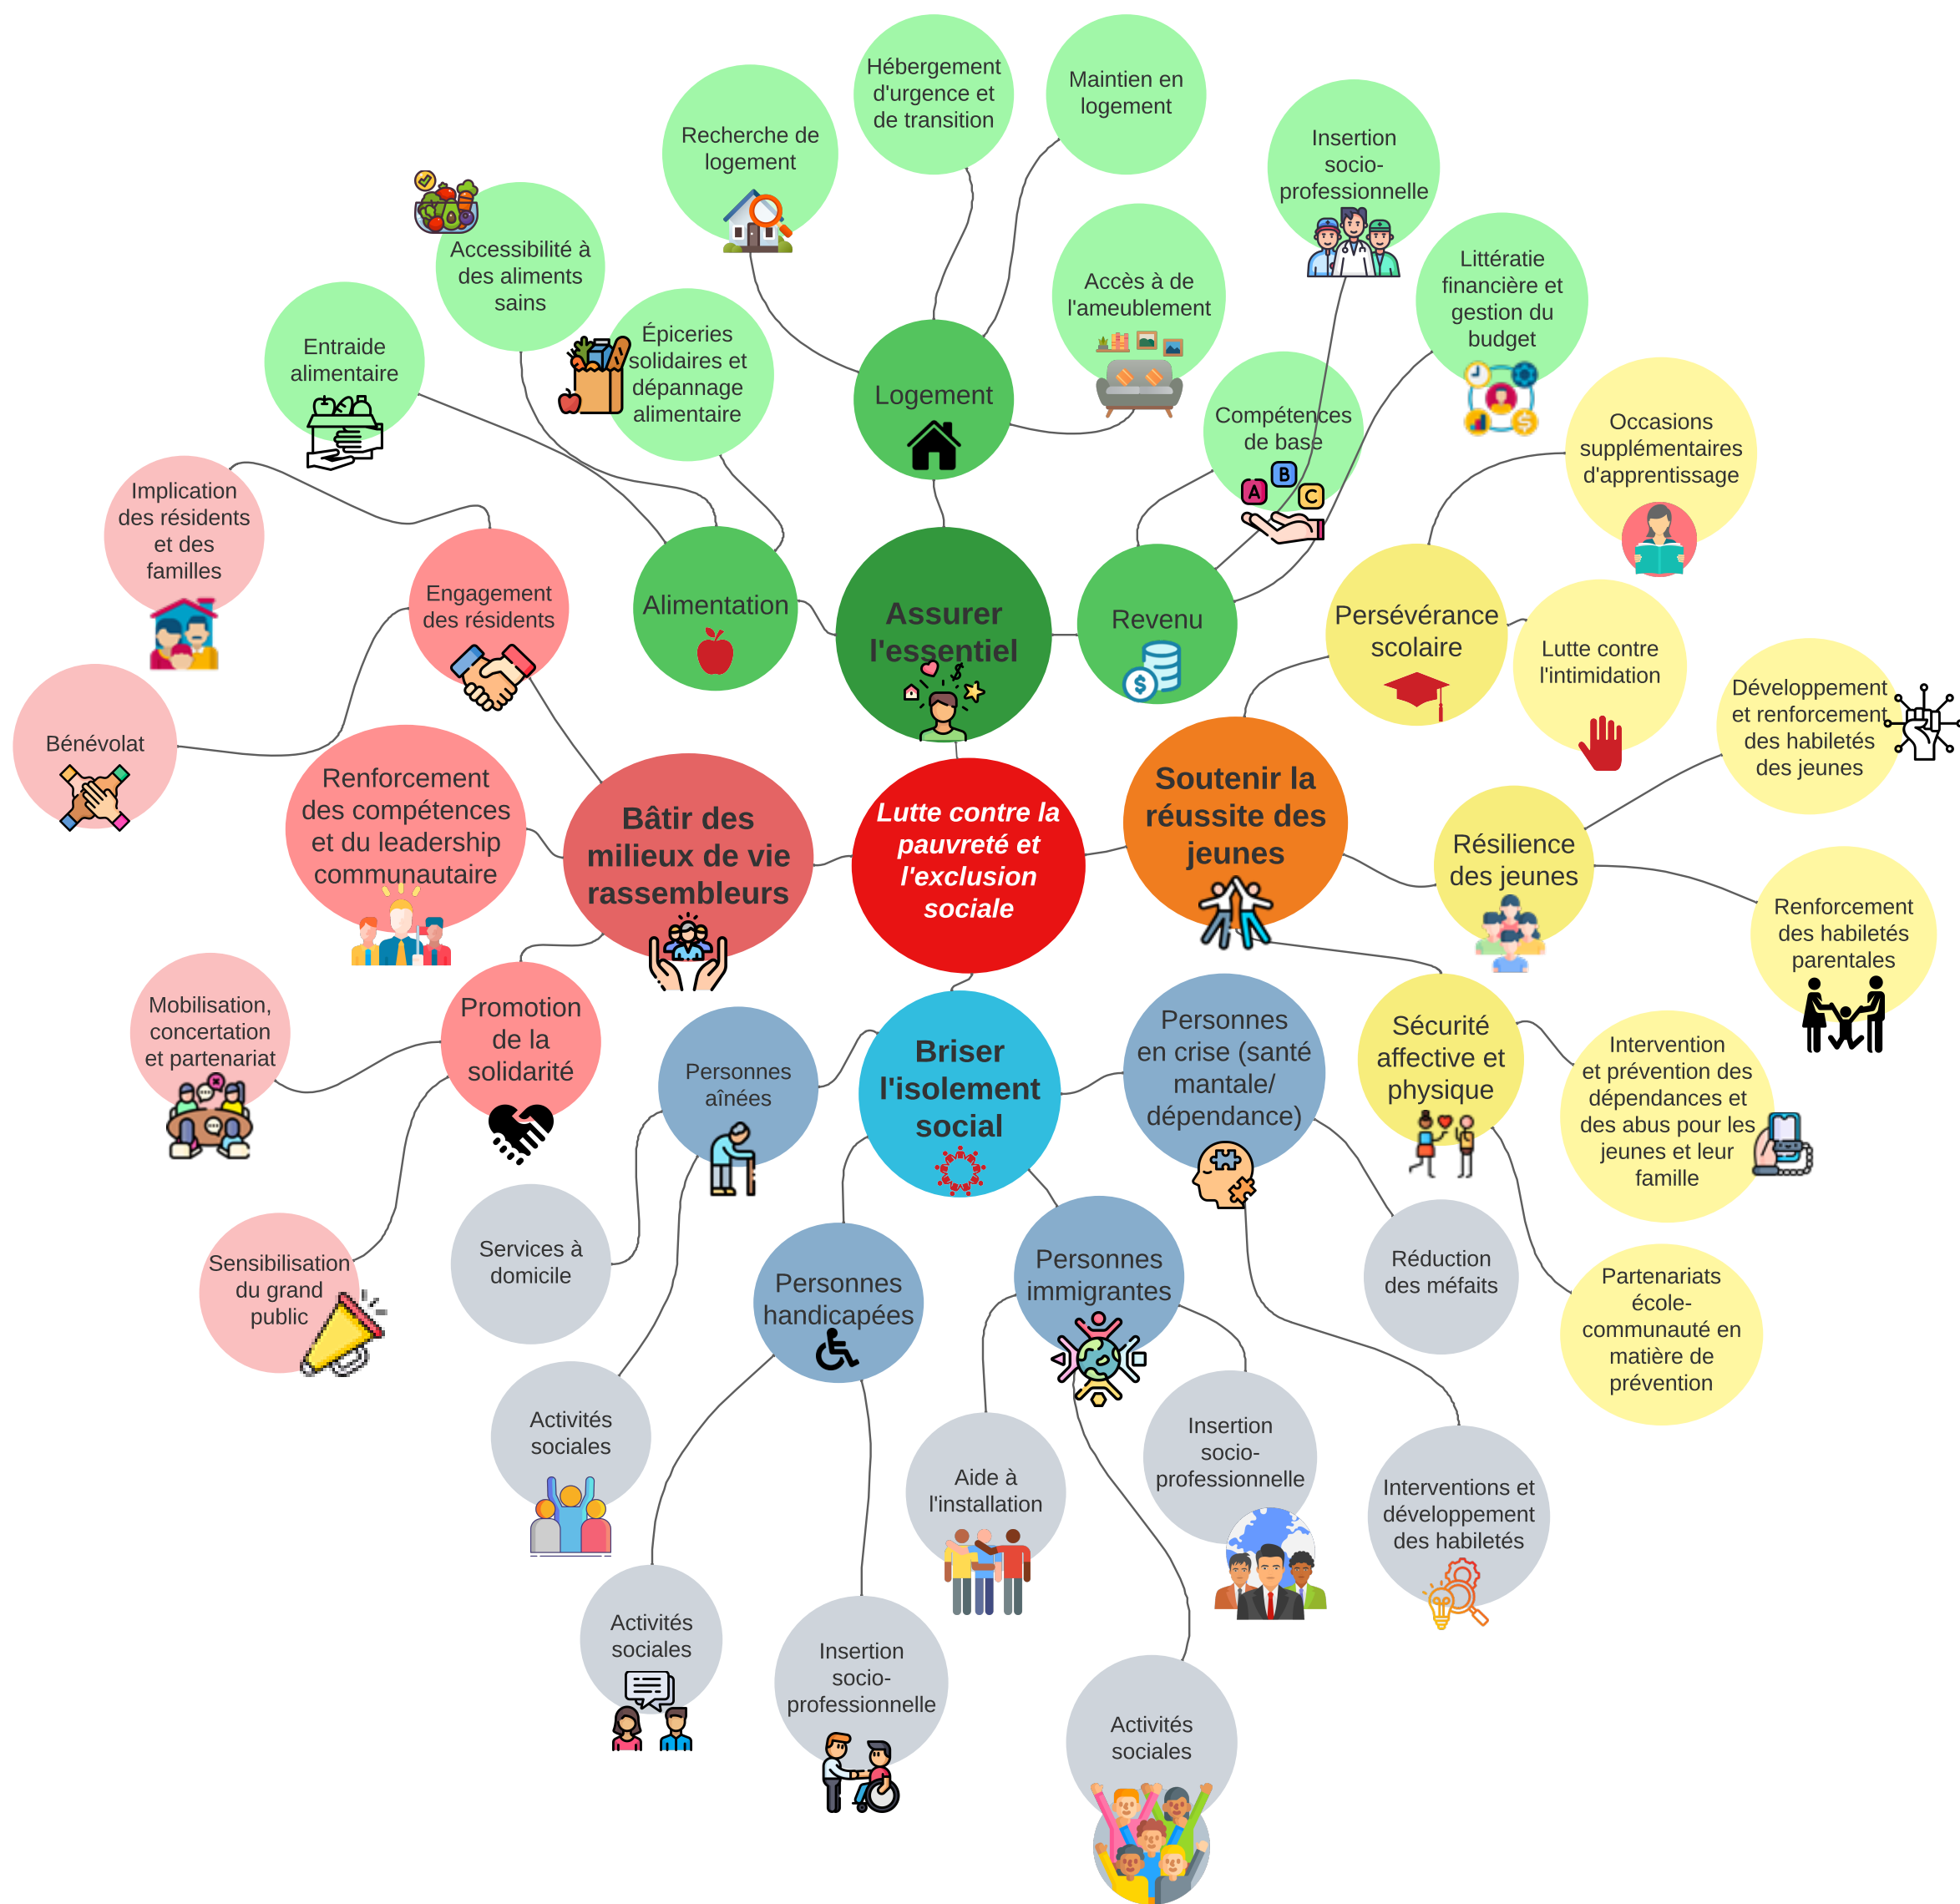 Hébergement
d'urgence et
de transition
Maintien en
logement
Recherche de
logement
Insertion
socio-
professionnelle
Accessibilité à
des aliments
sains
Accès à de
l'ameublement
Littératie
financière et
gestion du
budget
Entraide
alimentaire
Épiceries
solidaires et
dépannage
alimentaire
Logement
Compétences
de base
A
B
C
Occasions
supplémentaires
d'apprentissage
Implication
des résidents
et des
familles
Engagement
des résidents
Alimentation
Assurer
l'essentiel
Revenu
$
Persévérance
scolaire
Lutte contre
l'intimidation
Développement
et renforcement
des habiletés
des jeunes
Bénévolat
Renforcement
des compétences
et du leadership
communautaire
Bâtir des
milieux de vie
rassembleurs
Lutte contre la
pauvreté et
l'exclusion
sociale
Soutenir la
réussite des
jeunes
Résilience
des jeunes
Renforcement
des habiletés
parentales
Mobilisation,
concertation
et partenariat
Promotion
de la
solidarité
Personnes
aînées
Briser
l'isolement
social
Personnes
en crise (santé
mantale/
dépendance)
Sécurité
affective et
physique
Intervention
et prévention des
dépendances et
des abus pour les
jeunes et leur
famille
Sensibilisation
du grand
public
Services à
domicile
Personnes
handicapées
Personnes
immigrantes
Réduction
des méfaits
Partenariats
école-
communauté en
matière de
prévention
Activités
sociales
Aide à
l'installation
Insertion
socio-
professionnelle
Interventions et
développement
des habiletés
Activités
sociales
Insertion
socio-
professionnelle
Activités
sociales